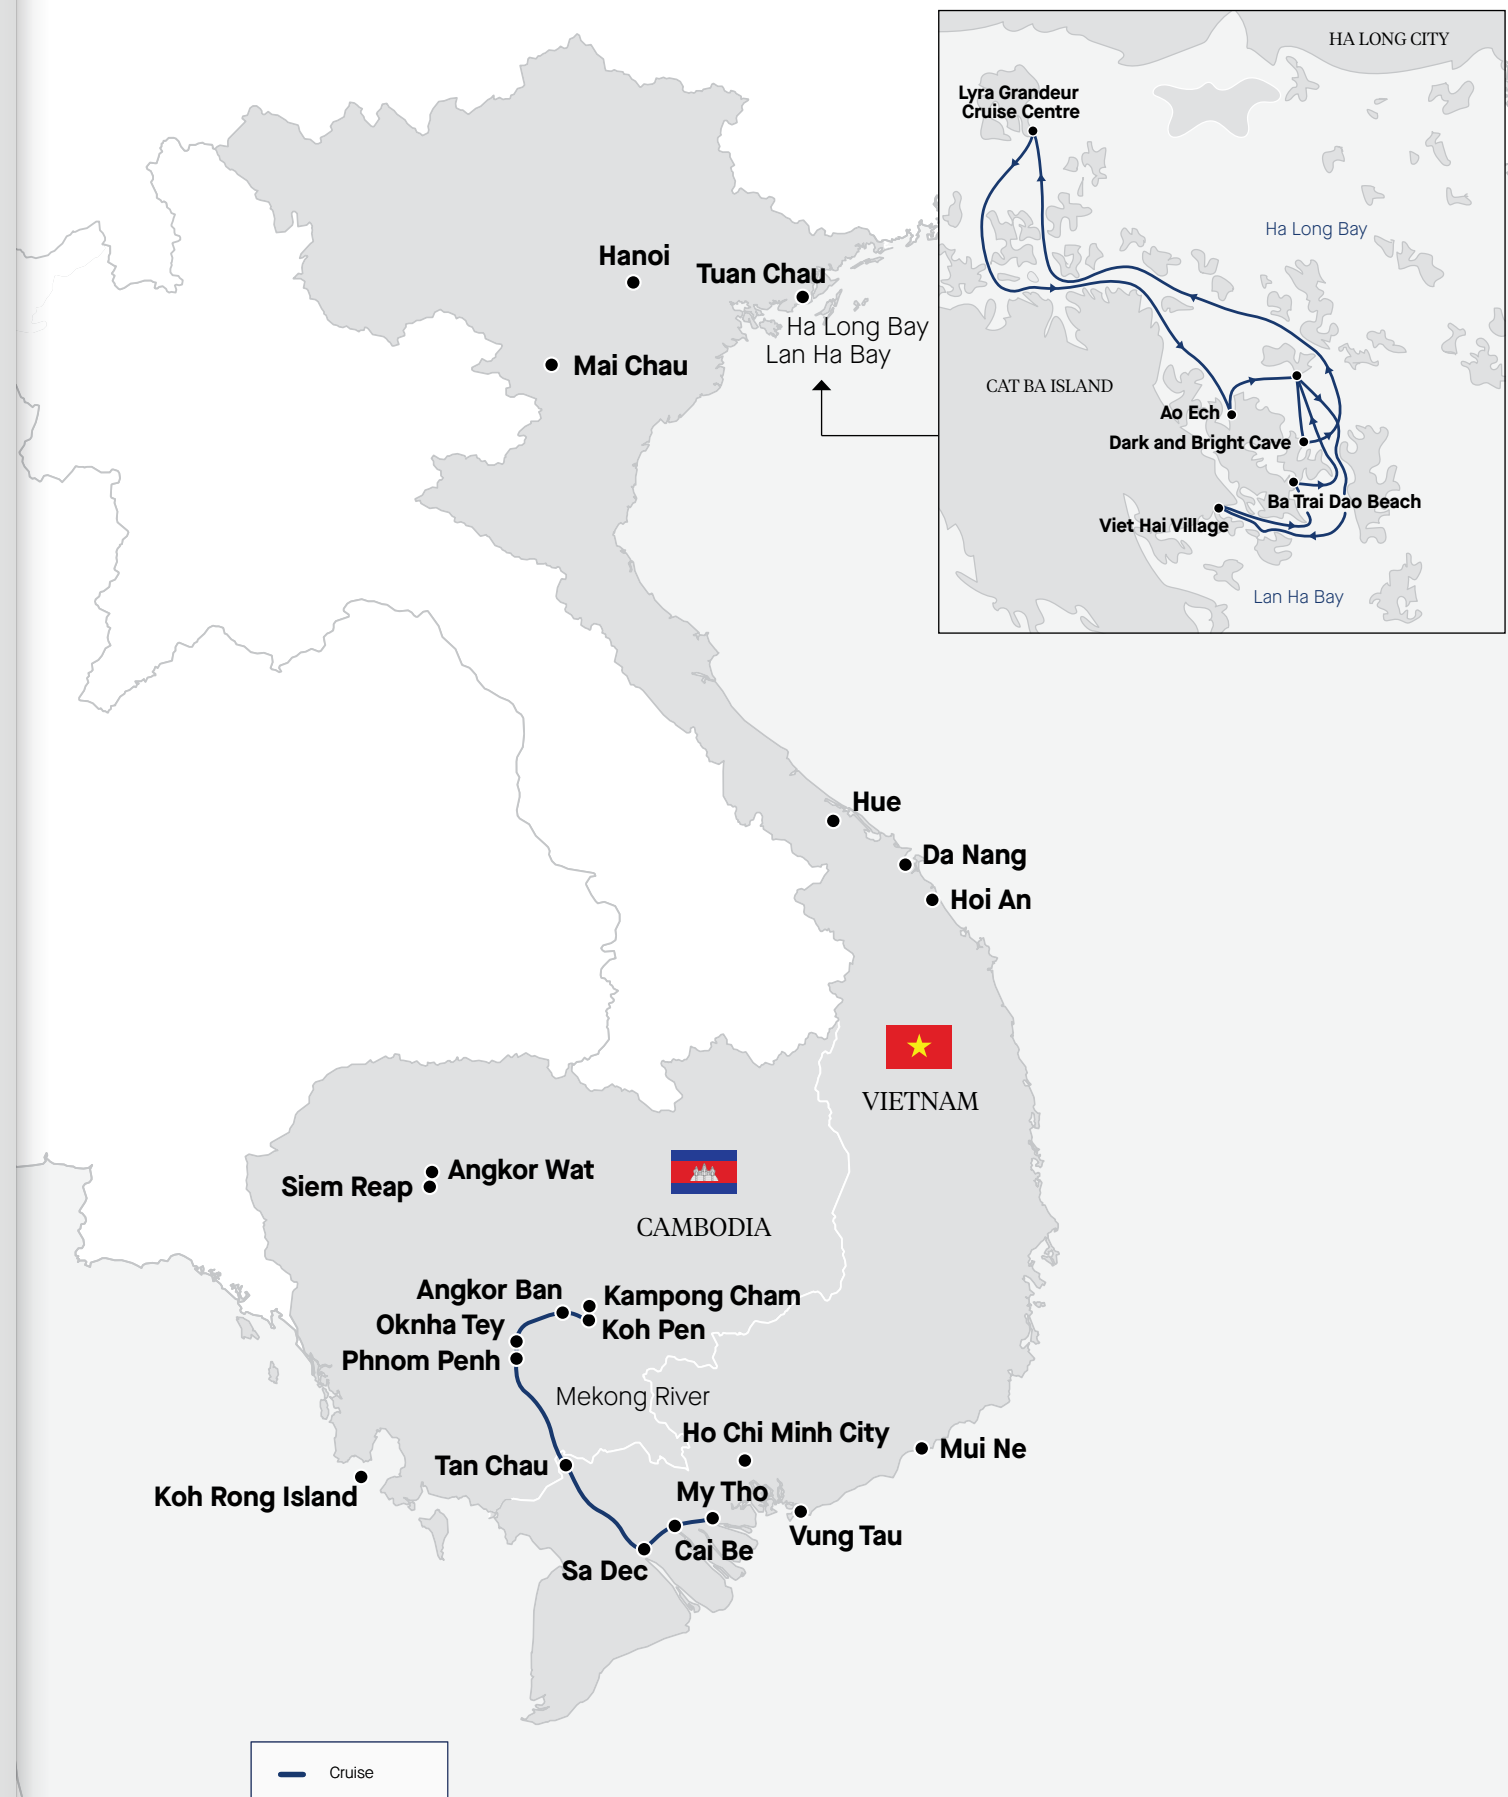 HA LONG CITY
Lyra Grandeur
Cruise Centre
Ha Long Bay
CAT BA ISLAND
Ao Ech
Dark and Bright Cave
Ba Trai Dao Beach
Viet Hai Village
Lan Ha Bay
Hanoi
Tuan Chau
Ha Long Bay
Lan Ha Bay
Mai Chau
Hue
Da Nang
Hoi An
VIETNAM
Angkor Wat
Siem Reap
CAMBODIA
Angkor Ban
Kampong Cham
Oknha Tey
Koh Pen
Phnom Penh
Mekong River
Ho Chi Minh City
Mui Ne
Tan Chau
My Tho
Koh Rong Island
Vung Tau
Cai Be
Sa Dec
Cruise